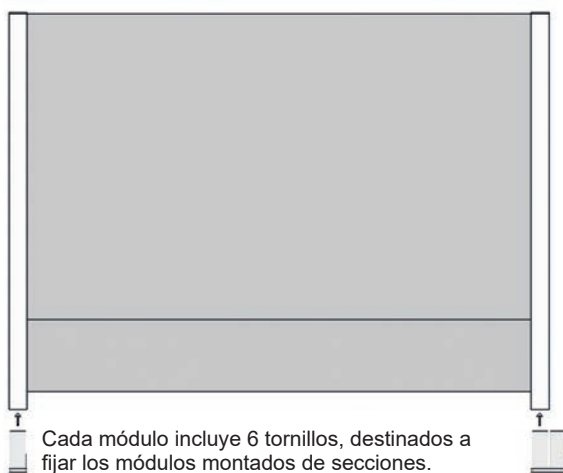 Cada módulo incluye 6 tornillos, destinados a
fijar los módulos montados de secciones.